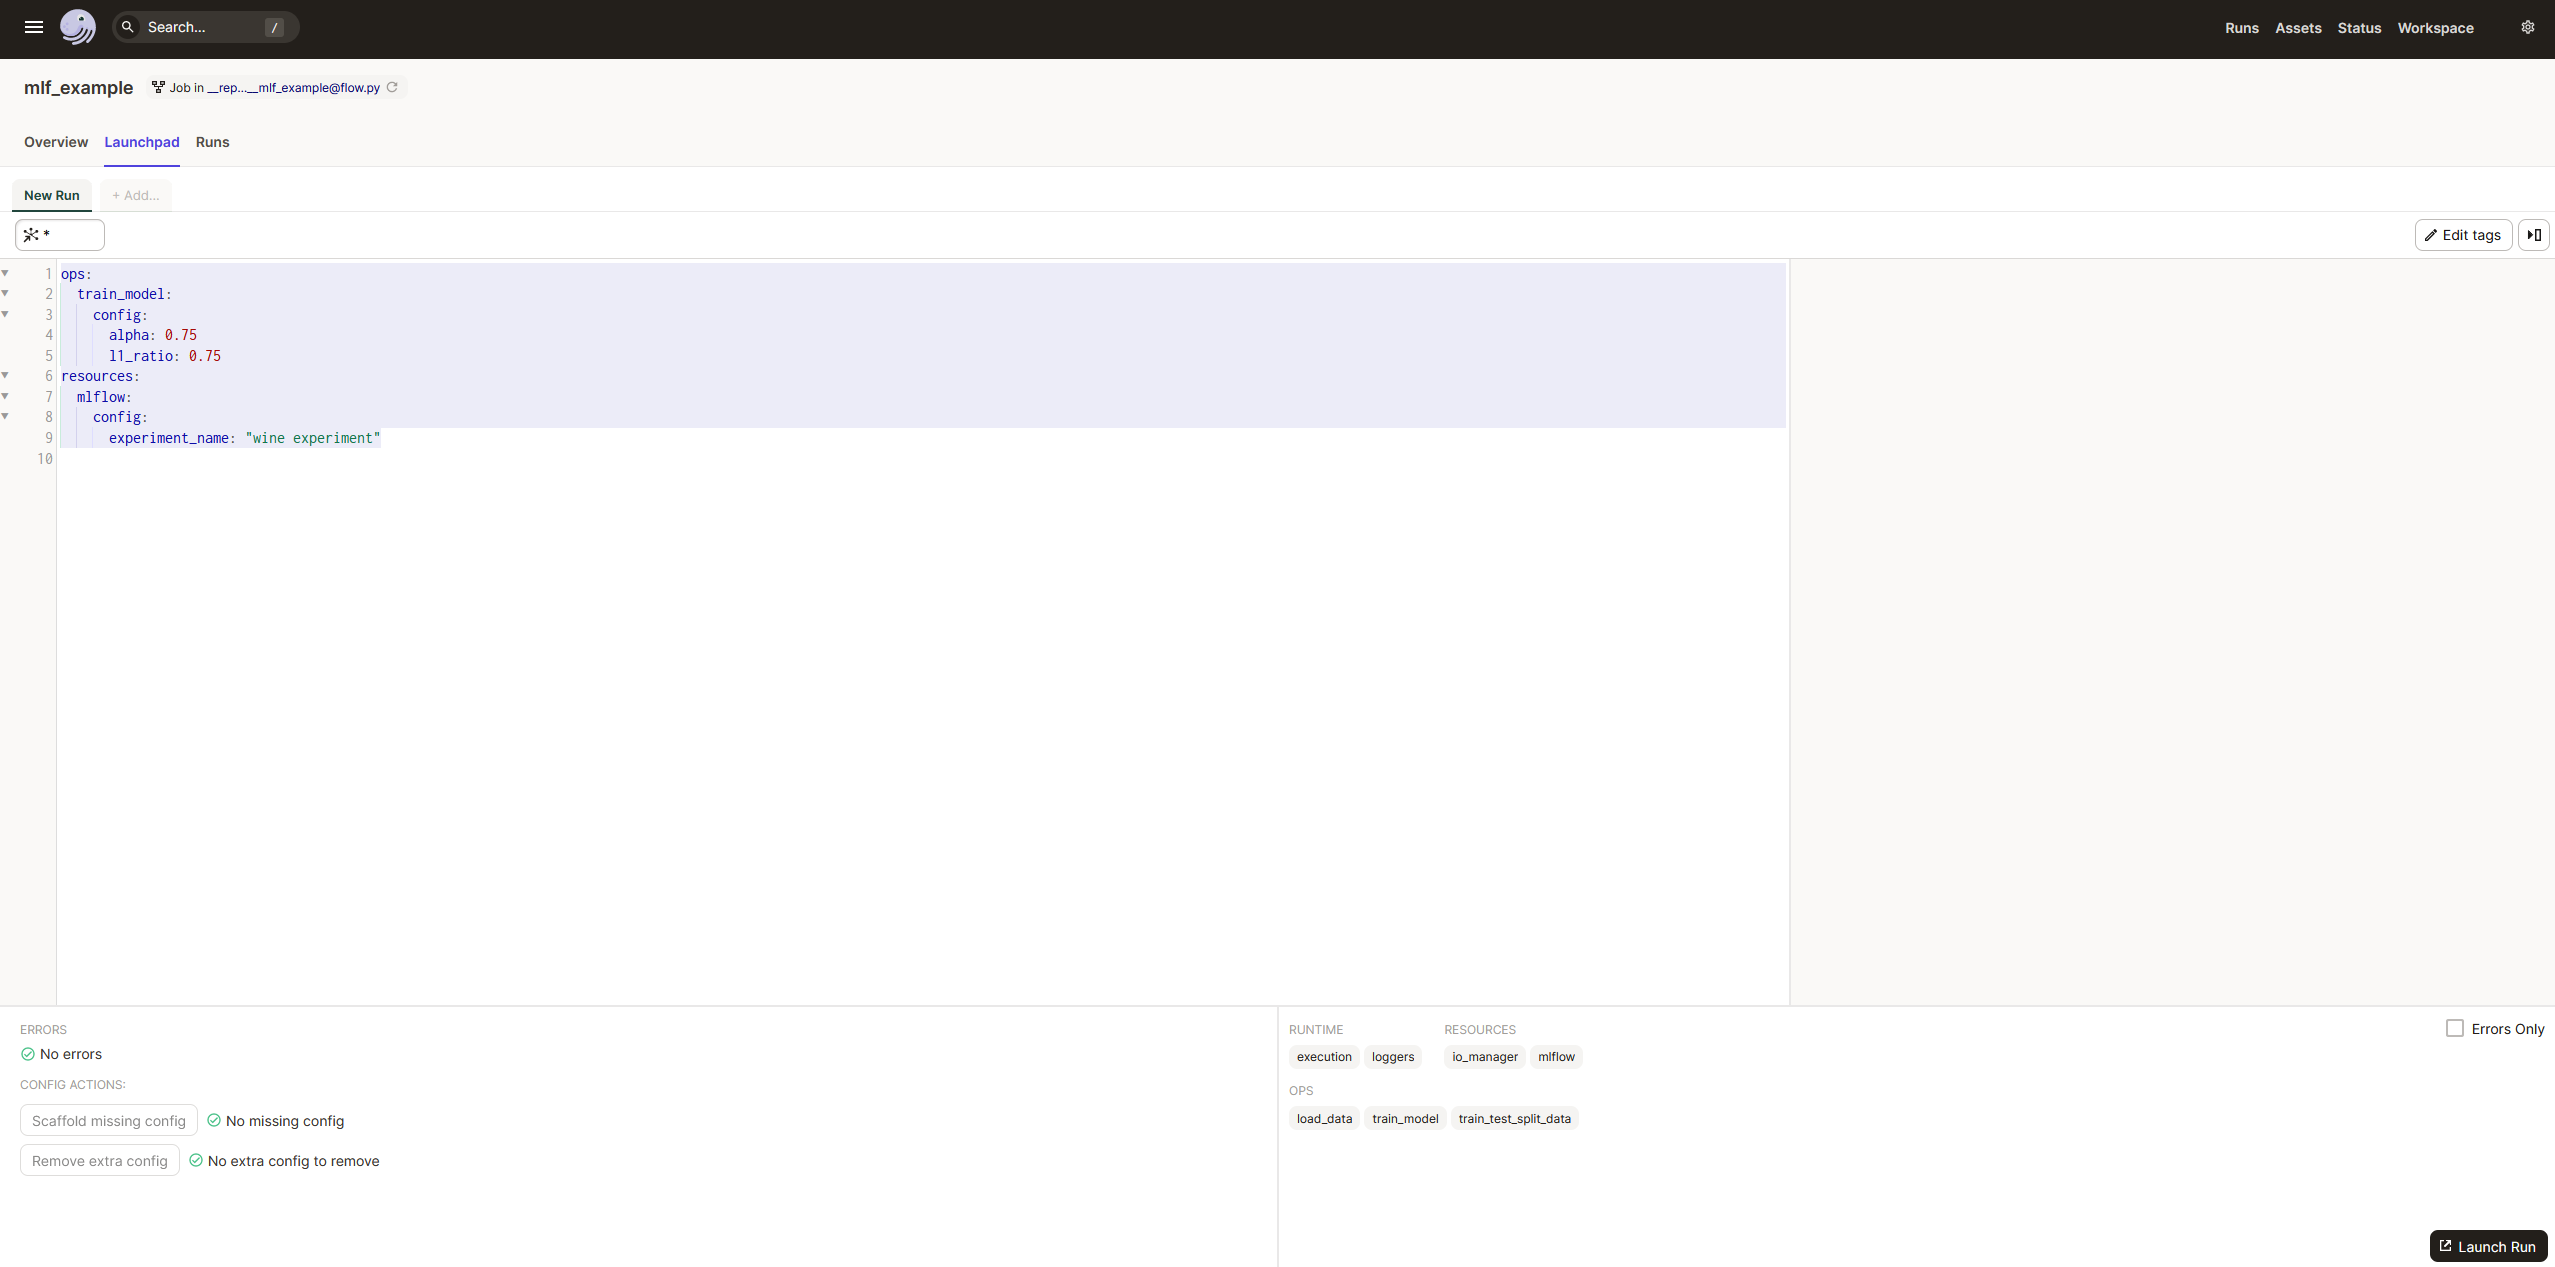 Search... /
Runs Assets Status Workspace
mlf_example Job in __rep...__mlf_example@flow.py
Overview Launchpad Runs
New Run + Add...
*
Edit tags
1 ops:
2 train_model:
3 config:
4 alpha: 0.75
5 l1_ratio: 0.75
6 resources:
7 mlflow:
8 config:
9 experiment_name: "wine experiment"
10
ERRORS
No errors
CONFIG ACTIONS:
Scaffold missing config No missing config
Remove extra config No extra config to remove
RUNTIME RESOURCES
execution loggers io_manager mlflow
OPS
load_data train_model train_test_split_data
Errors Only
Launch Run